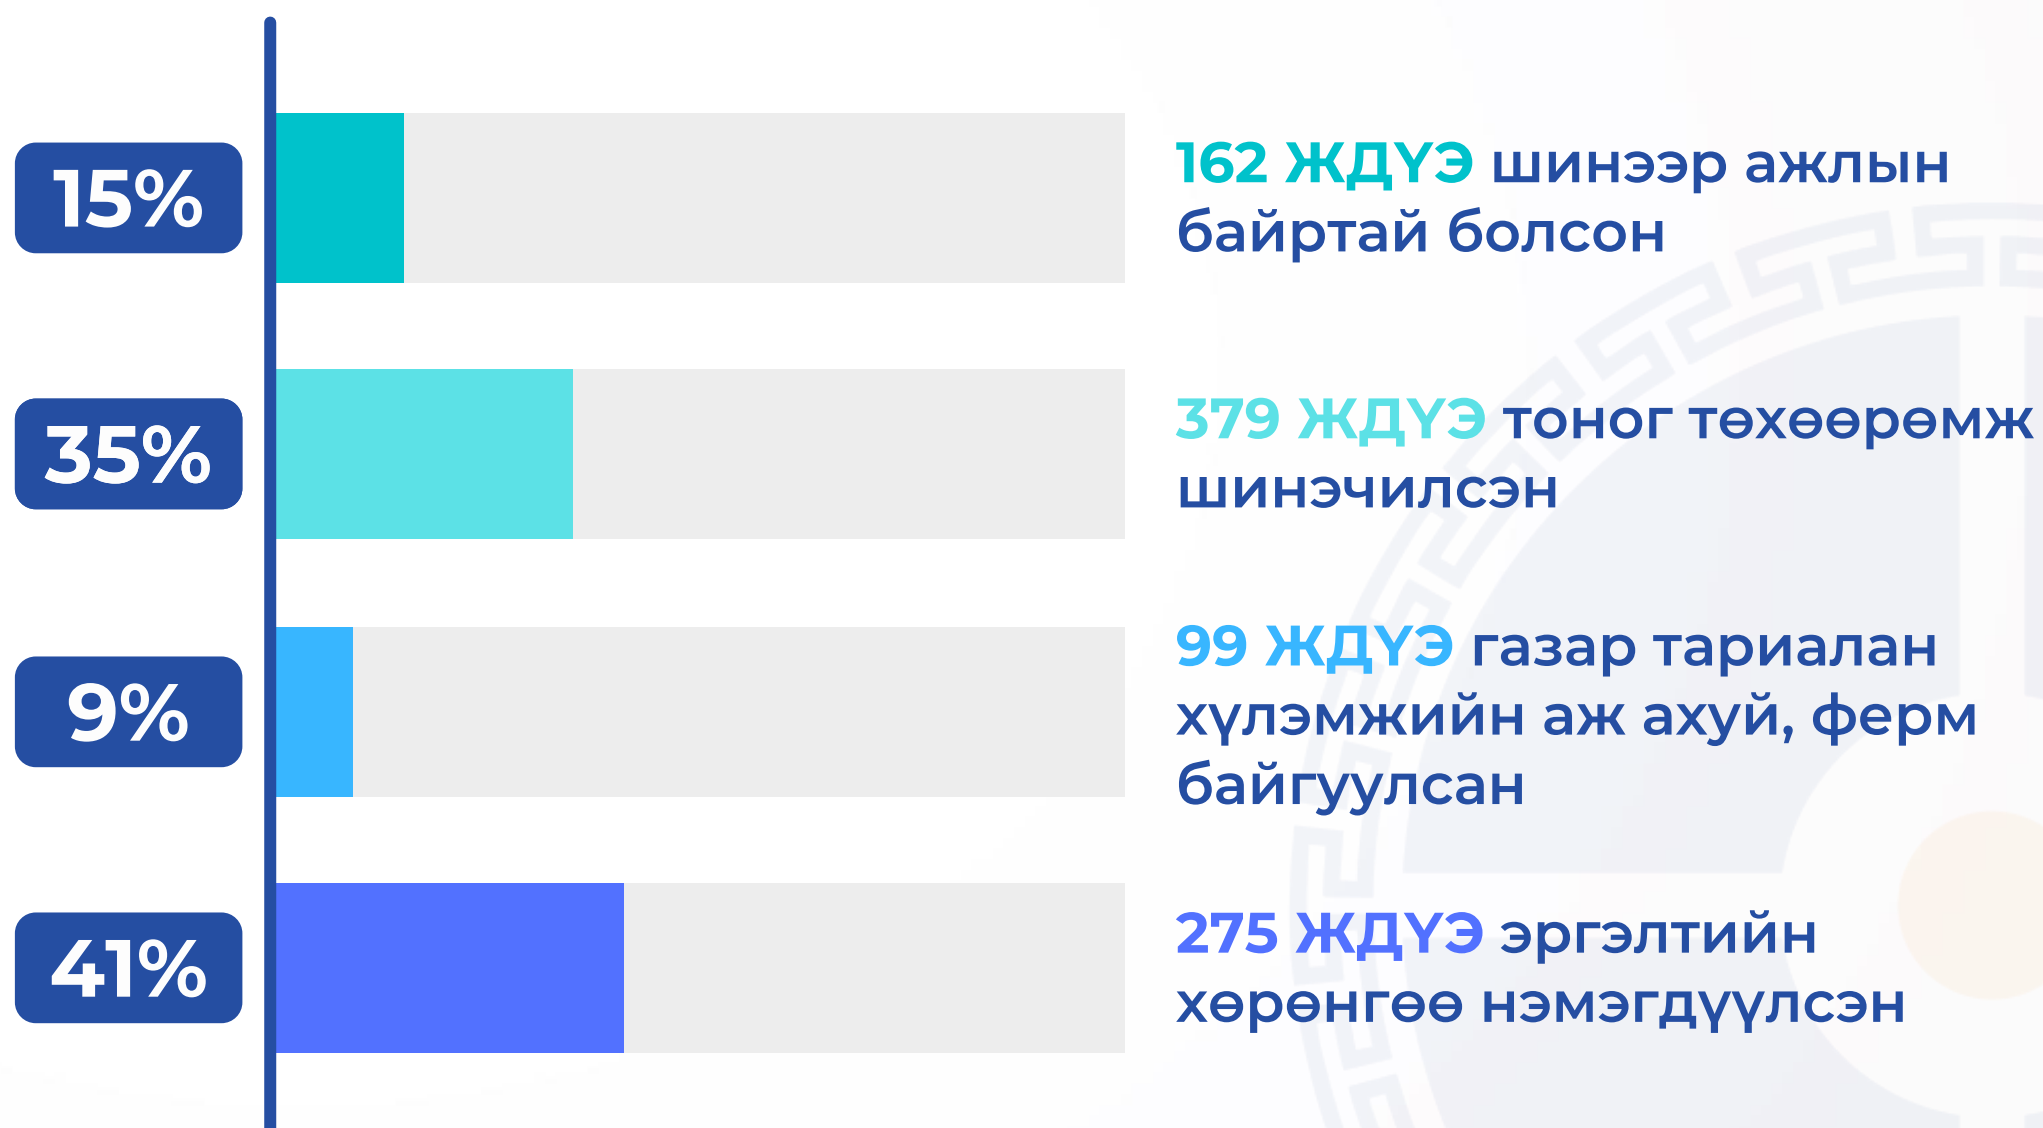 15%
162 ЖДҮЭ шинээр ажлын
байртай болсон
35%
379 ЖДҮЭ тоног төхөөрөмж
шинэчилсэн
9%
99 ЖДҮЭ газар тариалан
хүлэмжийн аж ахуй, ферм
байгуулсан
41%
275 ЖДҮЭ эргэлтийн
хөрөнгөө нэмэгдүүлсэн